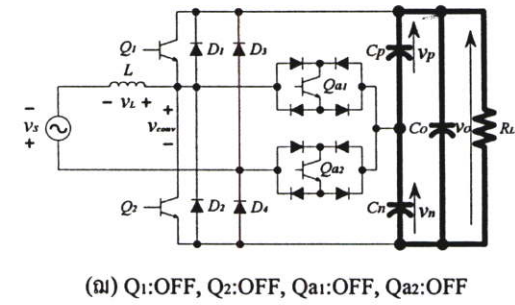 Q1
D1
D3
Cp
vp
L
Qa1
− vL +
+
−
vs
+
vconv
−
Co
vo
RL
Qa2
Q2
D2
D4
Cn
vn
(ฌ) Q1:OFF, Q2:OFF, Qa1:OFF, Qa2:OFF